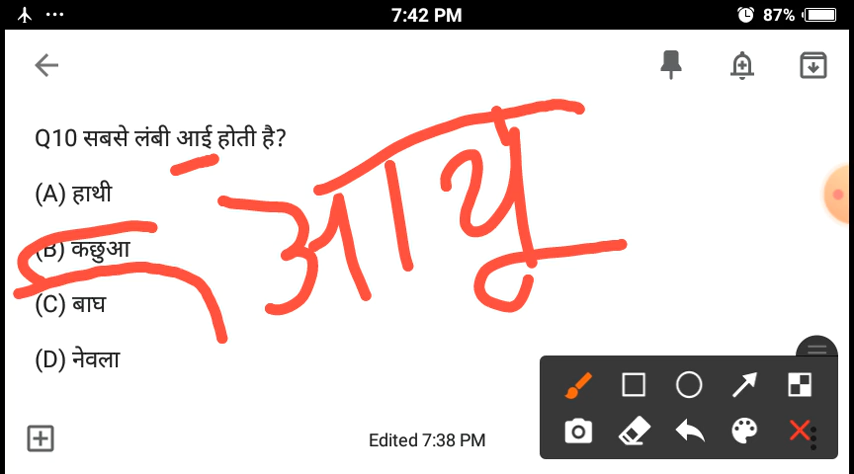 7:42 PM
87%
Q10 सबसे लंबी आई होती है?
(A) हाथी
(B) कछुआ
(C) बाघ
(D) नेवला
आयू
Edited 7:38 PM